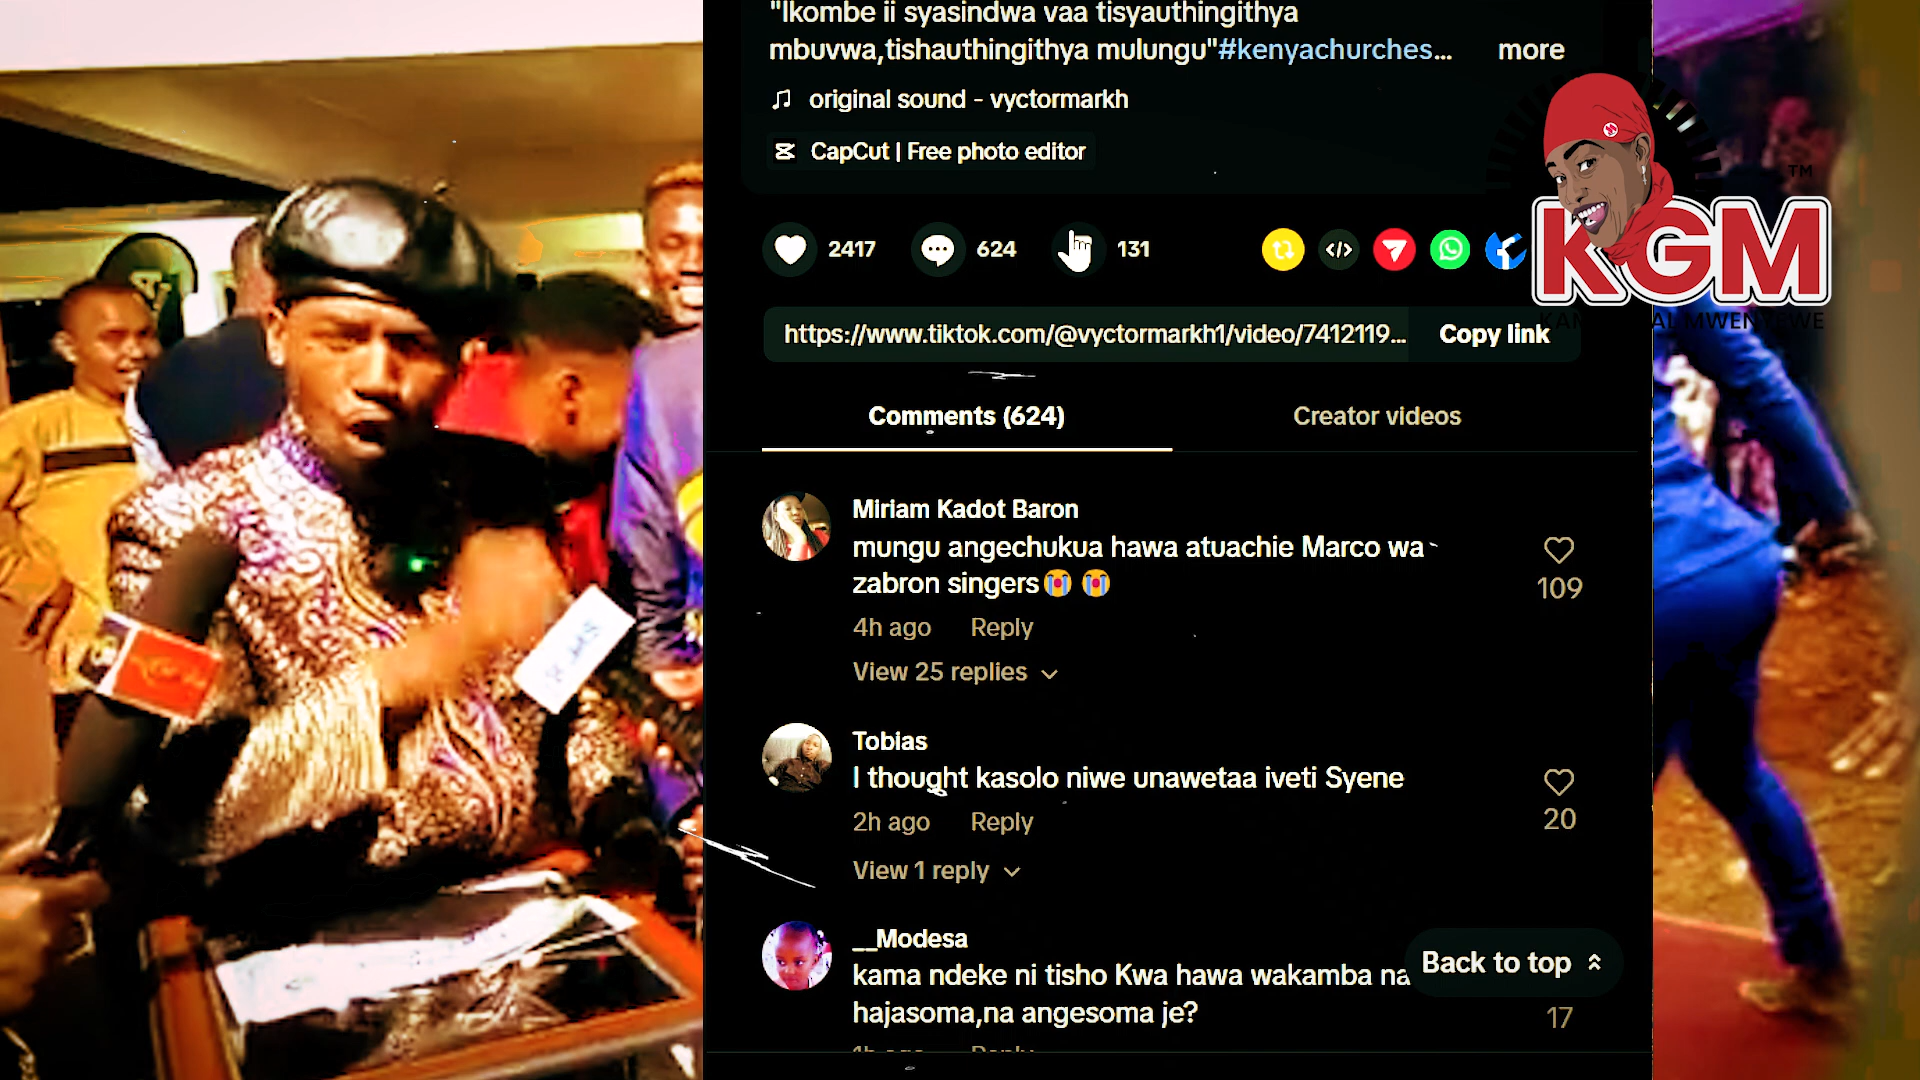 "Ikombe ii syasindwa vaa tisyauthingithya
mbuvwa,tishauthingithya mulungu"#kenyachurches... more
original sound - vyctormarkh
CapCut | Free photo editor
2417 624 131
TM
KGM
https://www.tiktok.com/@vyctormarkh1/video/7412119... Copy link
Comments (624) Creator videos
Miriam Kadot Baron
mungu angechukua hawa atuachie Marco wa
zabron singers😭 😭
109
4h ago Reply
View 25 replies
Tobias
I thought kasolo niwe unawetaa iveti Syene
20
2h ago Reply
View 1 reply
__Modesa
kama ndeke ni tisho Kwa hawa wakamba na
hajasoma,na angesoma je?
17
Back to top
1h ago Reply